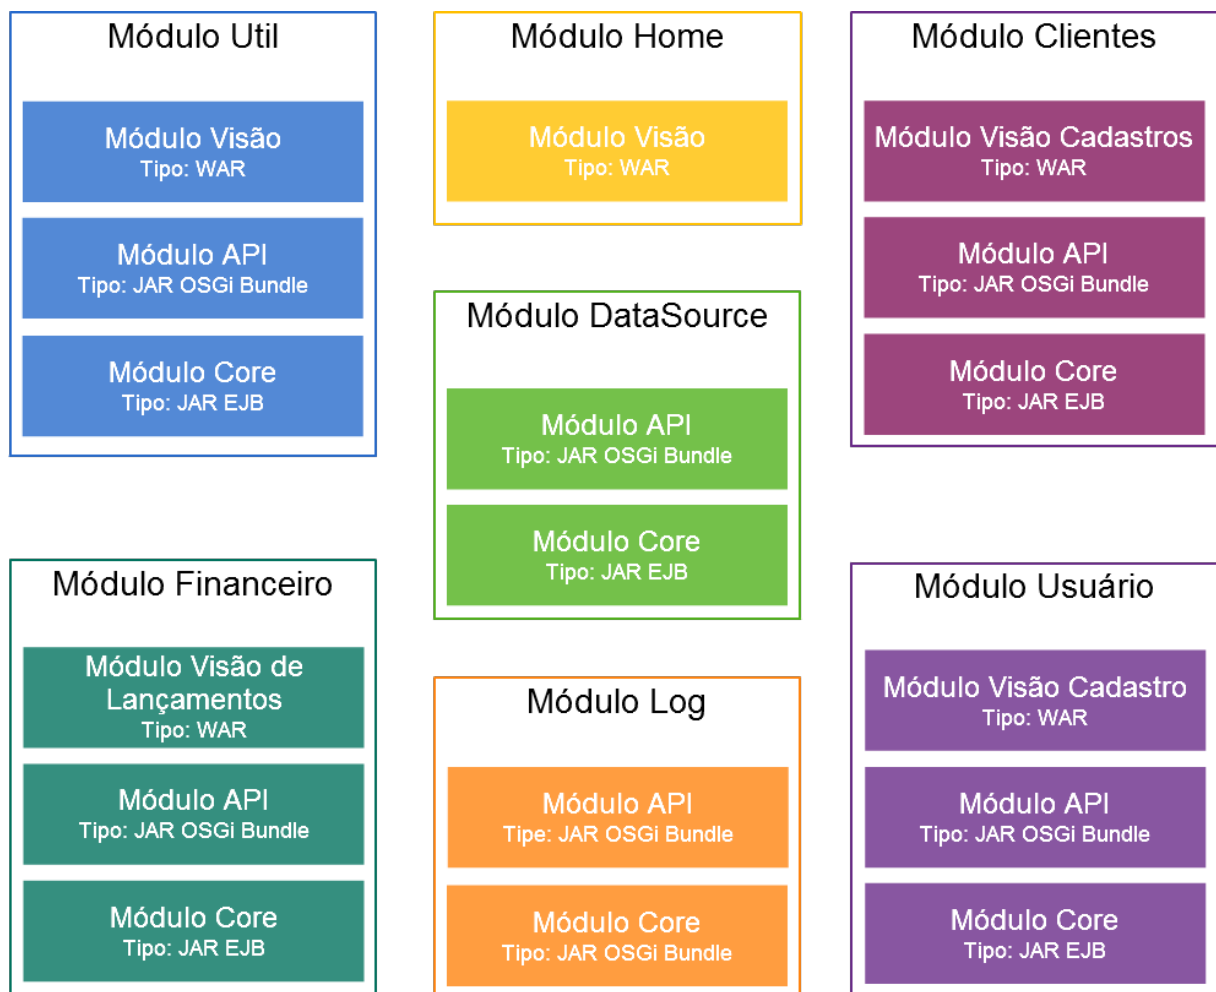 Módulo Util
Módulo Visão
Tipo: WAR
Módulo API
Tipo: JAR OSGi Bundle
Módulo Core
Tipo: JAR EJB
Módulo Home
Módulo Visão
Tipo: WAR
Módulo Clientes
Módulo Visão Cadastros
Tipo: WAR
Módulo API
Tipo: JAR OSGi Bundle
Módulo Core
Tipo: JAR EJB
Módulo DataSource
Módulo API
Tipo: JAR OSGi Bundle
Módulo Core
Tipo: JAR EJB
Módulo Financeiro
Módulo Visão de
Lançamentos
Tipo: WAR
Módulo API
Tipo: JAR OSGi Bundle
Módulo Core
Tipo: JAR EJB
Módulo Log
Módulo API
Tipe: JAR OSGi Bundle
Módulo Core
Tipo: JAR OSGi Bundle
Módulo Usuário
Módulo Visão Cadastro
Tipo: WAR
Módulo API
Tipo: JAR OSGi Bundle
Módulo Core
Tipo: JAR EJB